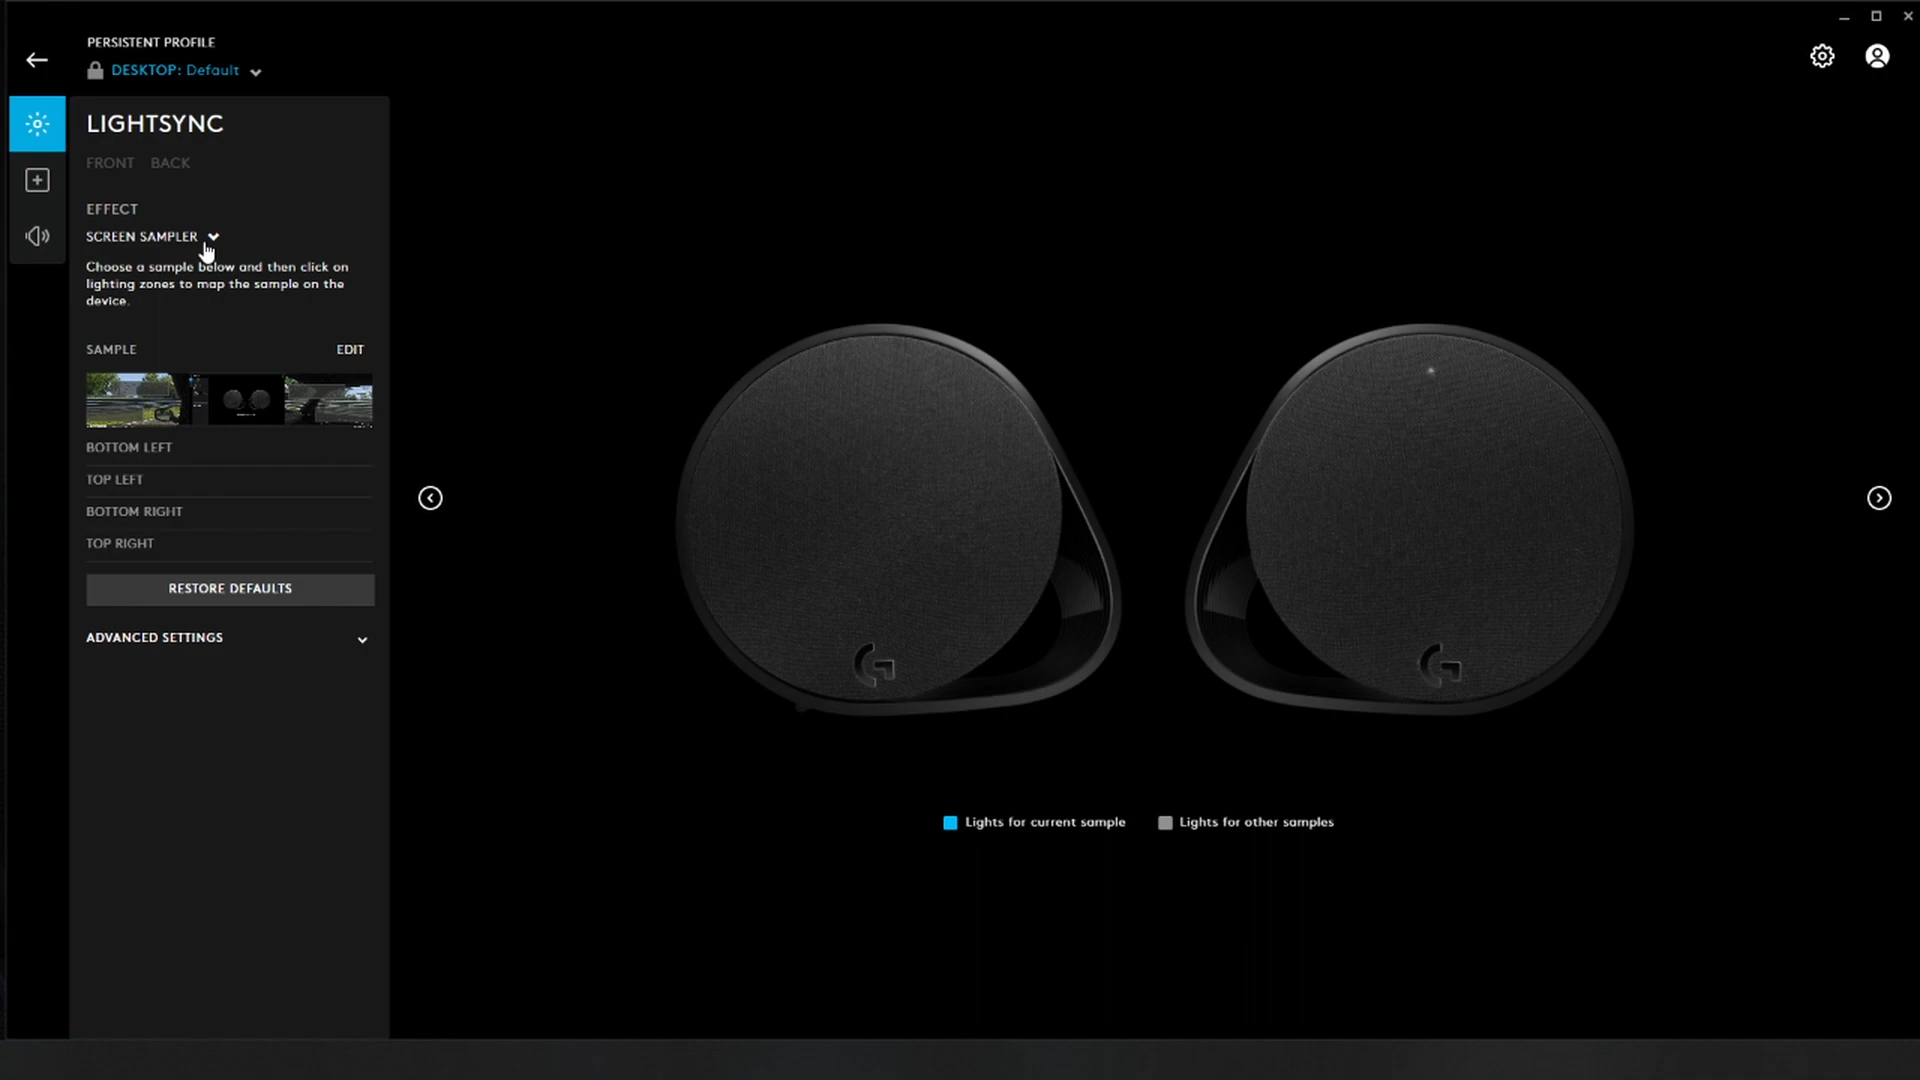 PERSISTENT PROFILE
DESKTOP: Default
LIGHTSYNC
FRONT BACK
EFFECT
SCREEN SAMPLER
Choose a sample below and then click on
lighting zones to map the sample on the
device.
SAMPLE EDIT
BOTTOM LEFT
TOP LEFT
BOTTOM RIGHT
TOP RIGHT
RESTORE DEFAULTS
ADVANCED SETTINGS
Lights for current sample Lights for other samples